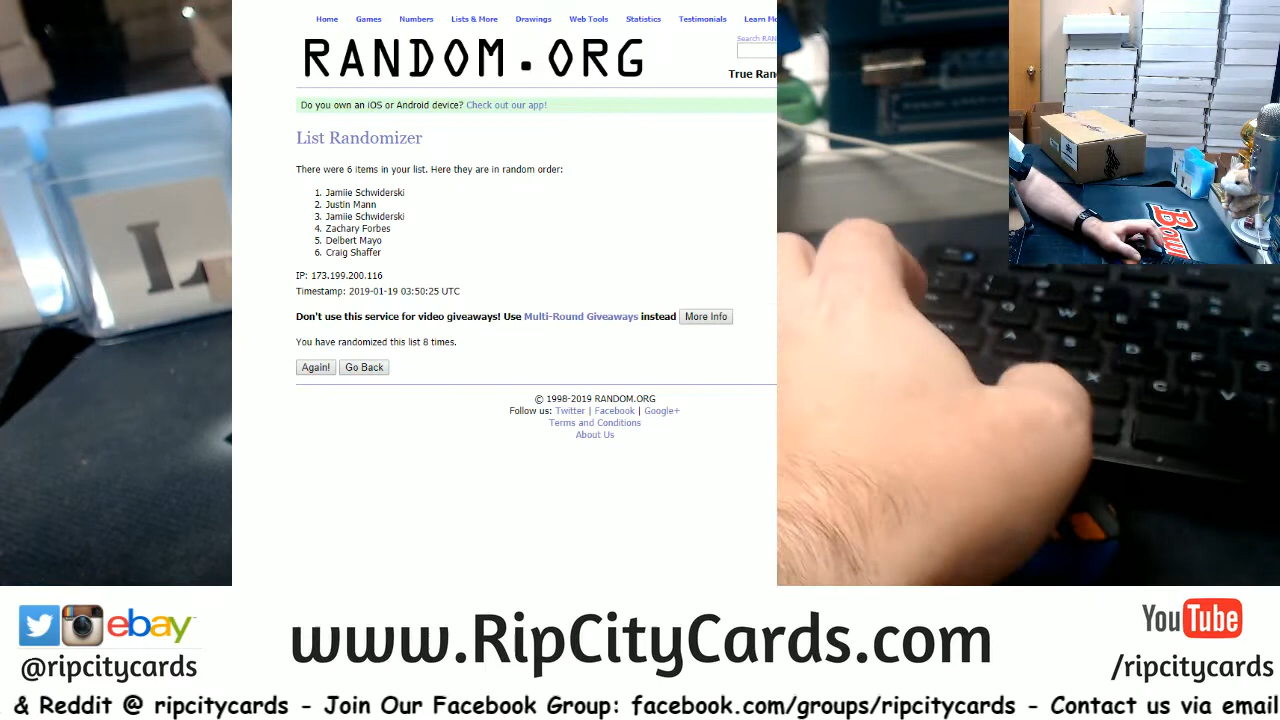 Home Games Numbers Lists & More Drawings Web Tools Statistics Testimonials Learn
RANDOM.ORG
Search RAN
True Ran
Do you own an iOS or Android device? Check out our app!
List Randomizer
There were 6 items in your list. Here they are in random order:
1. Jamiie Schwiderski
2. Justin Mann
3. Jamiie Schwiderski
4. Zachary Forbes
5. Delbert Mayo
6. Craig Shaffer
IP: 173.199.200.116
Timestamp: 2019-01-19 03:50:25 UTC
Don't use this service for video giveaways! Use Multi-Round Giveaways instead More Info
You have randomized this list 8 times.
Again! Go Back
© 1998-2019 RANDOM.ORG
Follow us: Twitter | Facebook | Google+
Terms and Conditions
About Us
L
Bow
X C V
ebay
@ripcitycards
www.RipCityCards.com
YouTube
/ripcitycards
& Reddit @ ripcitycards - Join Our Facebook Group: facebook.com/groups/ripcitycards - Contact us via email